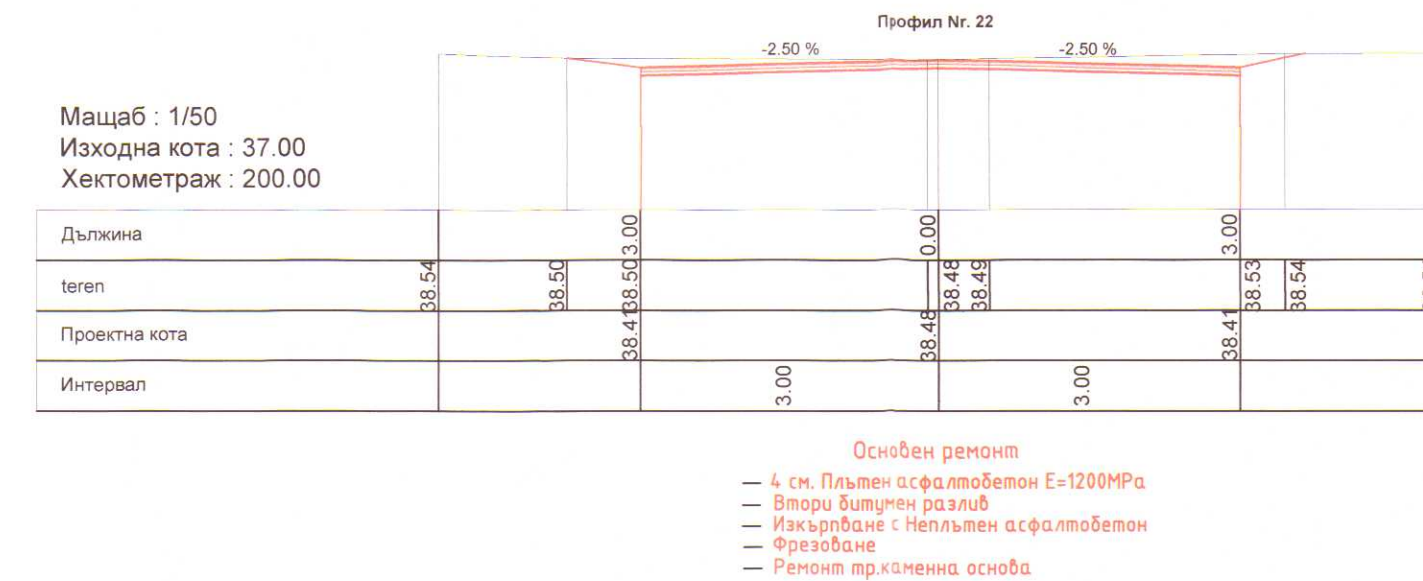 Профил Nr. 22
-2.50 % -2.50 %
Мащаб : 1/50
Изходна кота : 37.00
Хектометраж : 200.00
Дължина 3.00 0.00 3.00
teren 38.54 38.50 38.50 38.48 38.49 38.53 38.54
Проектна кота 38.41 38.48 38.41
Интервал 3.00 3.00
Основен ремонт
— 4 см. Плътен асфалтобетон E=1200MPa
— Втори битумен разлив
— Изкърпване с Неплътен асфалтобетон
— Фрезоване
— Ремонт тр.каменна основа